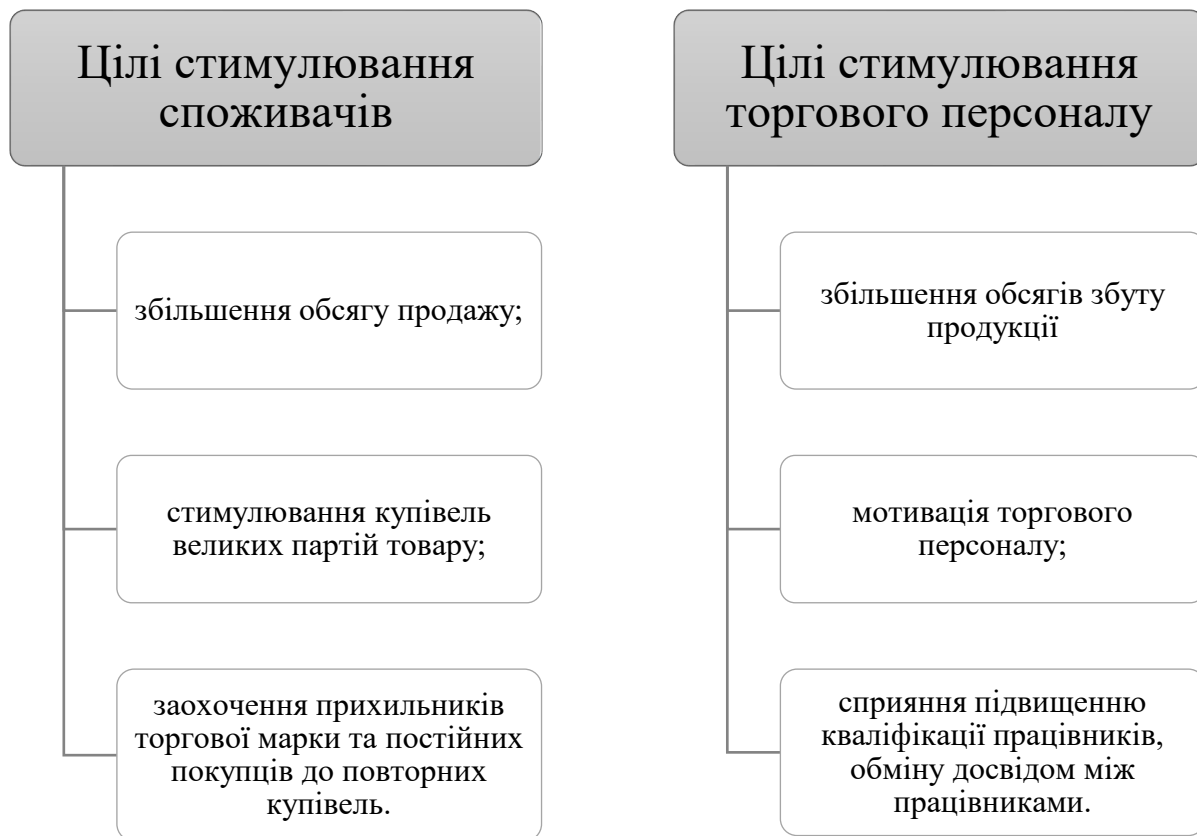 Цілі стимулювання
споживачів
збільшення обсягу продажу;
стимулювання купівель
великих партій товару;
заохочення прихильників
торгової марки та постійних
покупців до повторних
купівель.
Цілі стимулювання
торгового персоналу
збільшення обсягів збуту
продукції
мотивація торгового
персоналу;
сприяння підвищенню
кваліфікації працівників,
обміну досвідом між
працівниками.